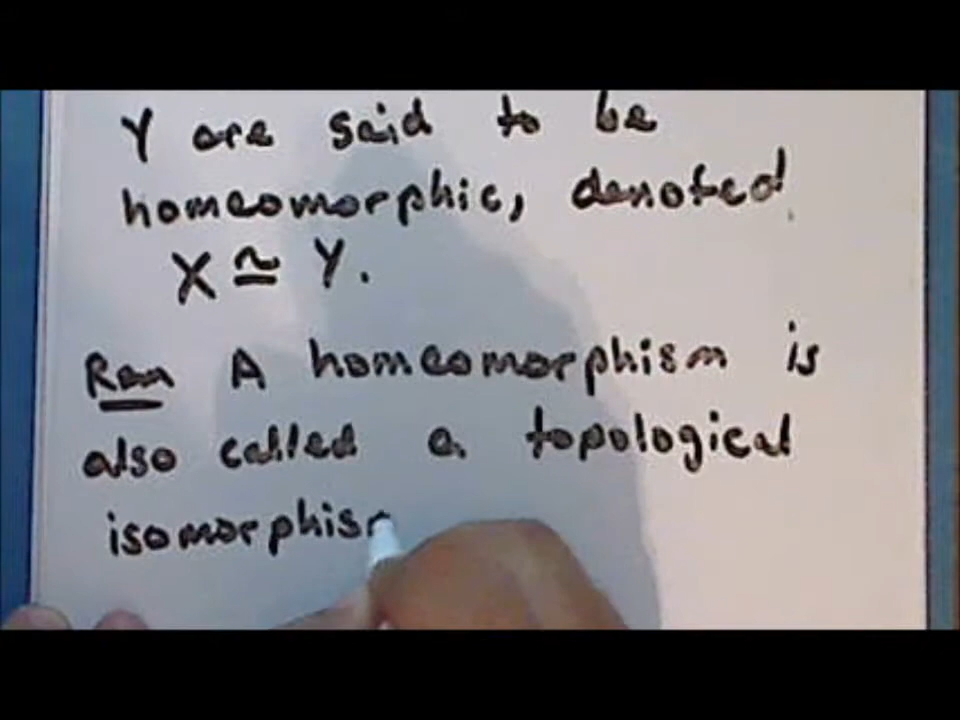 Y are said to be
homeomorphic, denoted
X ≅ Y.
Rem A homeomorphism is
also called a topological
isomorphis